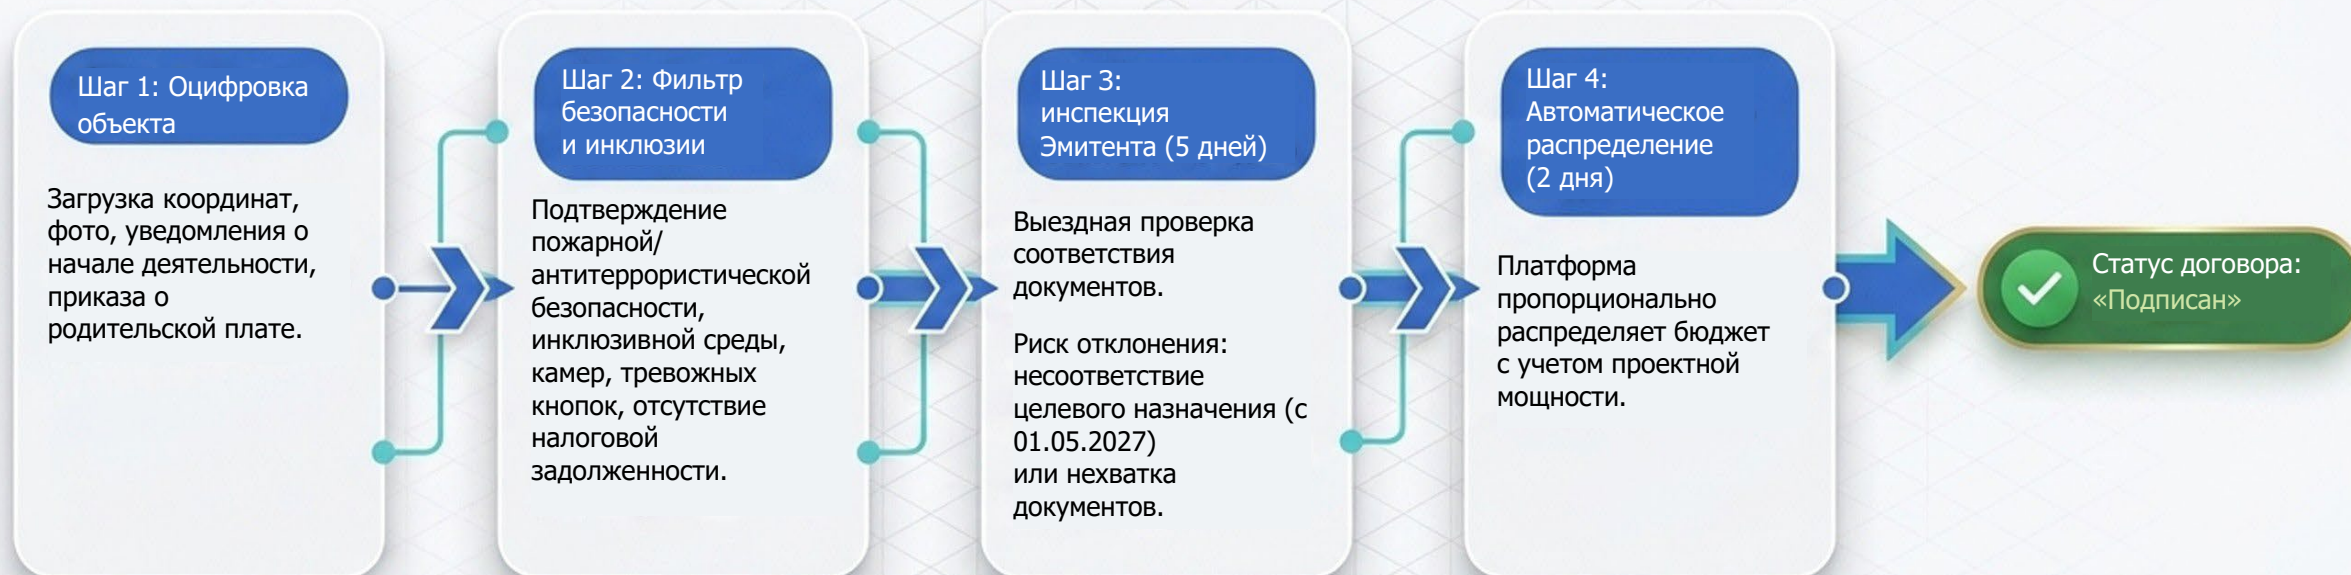 Шаг 1: Оцифровка
объекта
Загрузка координат,
фото, уведомления о
начале деятельности,
приказа о
родительской плате.
Шаг 2: Фильтр
безопасности
и инклюзии
Подтверждение
пожарной/
антитеррористической
безопасности,
инклюзивной среды,
камер, тревожных
кнопок, отсутствие
налоговой
задолженности.
Шаг 3:
инспекция
Эмитента (5 дней)
Выездная проверка
соответствия
документов.
Риск отклонения:
несоответствие
целевого назначения (с
01.05.2027)
или нехватка
документов.
Шаг 4:
Автоматическое
распределение
(2 дня)
Платформа
пропорционально
распределяет бюджет
с учетом проектной
мощности.
Статус договора:
«Подписан»